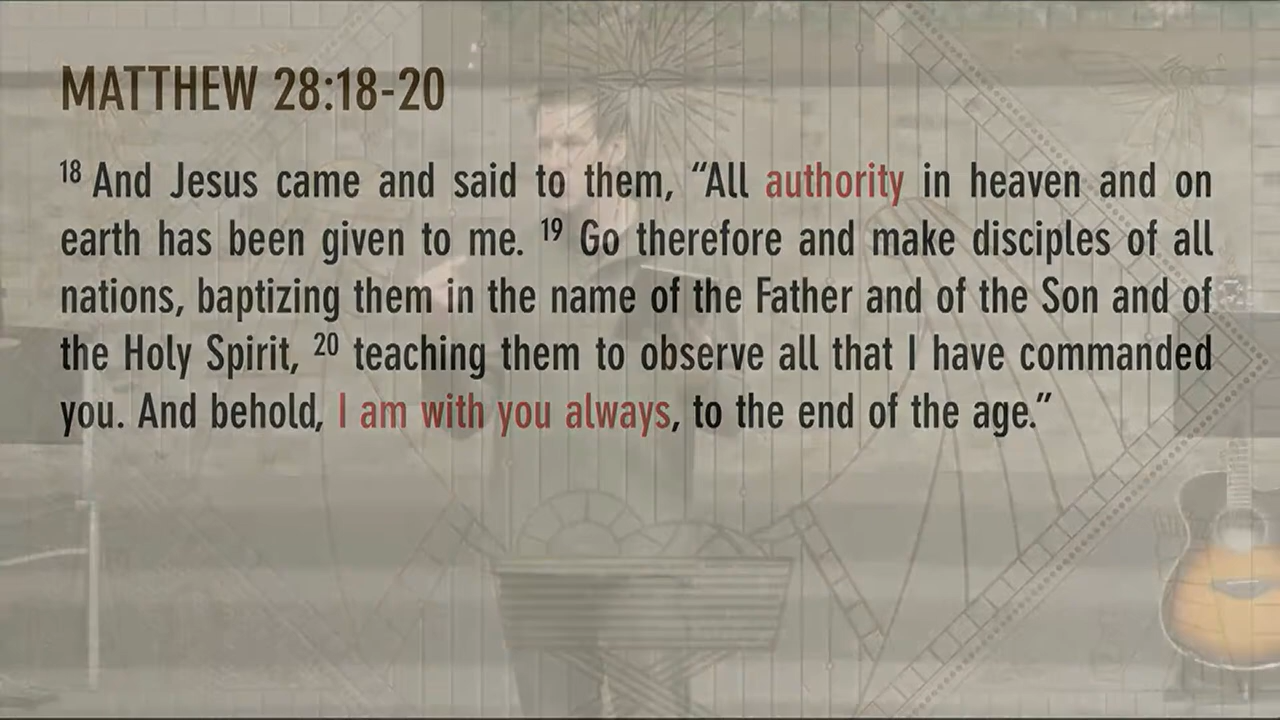 MATTHEW 28:18-20
18 And Jesus came and said to them, “All authority in heaven and on
earth has been given to me. 19 Go therefore and make disciples of all
nations, baptizing them in the name of the Father and of the Son and of
the Holy Spirit, 20 teaching them to observe all that I have commanded
you. And behold, I am with you always, to the end of the age.”